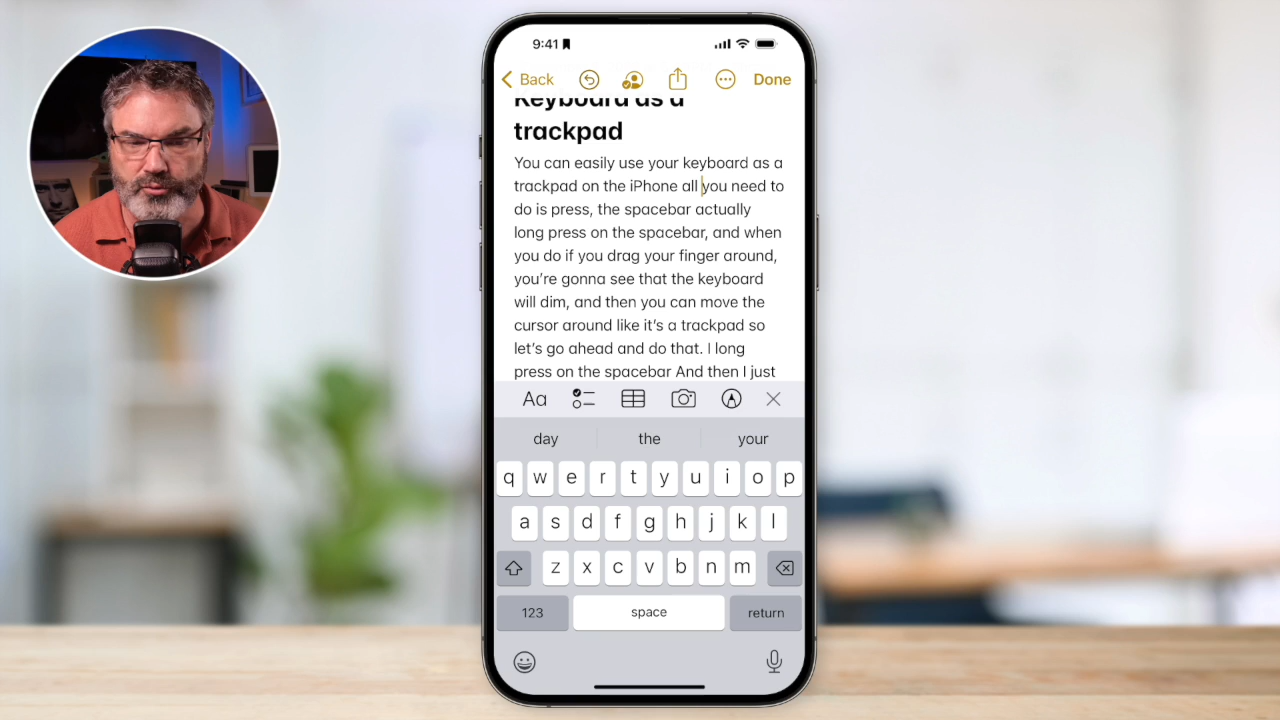 9:41
Back
Done
Keyboard as a
trackpad
You can easily use your keyboard as a
trackpad on the iPhone all you need to
do is press, the spacebar actually
long press on the spacebar, and when
you do if you drag your finger around,
you're gonna see that the keyboard
will dim, and then you can move the
cursor around like it's a trackpad so
let's go ahead and do that. I long
press on the spacebar And then I just
Aa
day the your
q w e r t y u i o p
a s d f g h j k l
z x c v b n m
123 space return